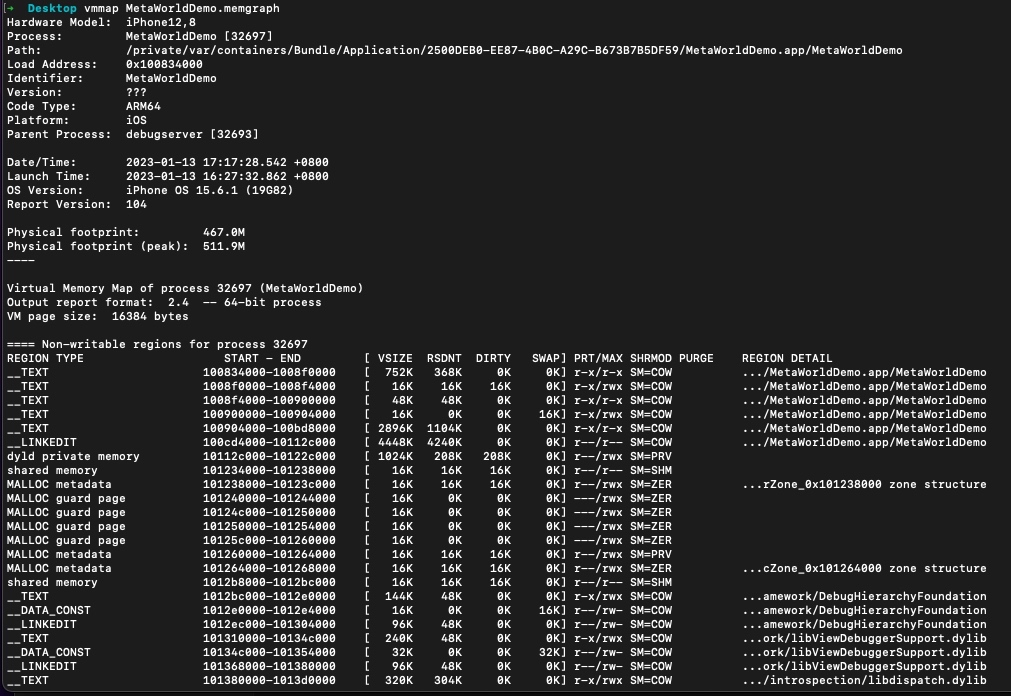 [→  Desktop vmmap MetaWorldDemo.memgraph
Hardware Model:  iPhone12,8
Process:         MetaWorldDemo [32697]
Path:            /private/var/containers/Bundle/Application/2500DEB0-EE87-4B0C-A29C-B673B7B5DF59/MetaWorldDemo.app/MetaWorldDemo
Load Address:    0x100834000
Identifier:      MetaWorldDemo
Version:         ???
Code Type:       ARM64
Platform:        iOS
Parent Process:  debugserver [32693]
Date/Time:       2023-01-13 17:17:28.542 +0800
Launch Time:     2023-01-13 16:27:32.862 +0800
OS Version:      iPhone OS 15.6.1 (19G82)
Report Version:  104
Physical footprint:         467.0M
Physical footprint (peak):  511.9M
----
Virtual Memory Map of process 32697 (MetaWorldDemo)
Output report format:  2.4  -- 64-bit process
VM page size:  16384 bytes
==== Non-writable regions for process 32697
REGION TYPE                    START - END         [ VSIZE  RSDNT  DIRTY   SWAP] PRT/MAX SHRMOD PURGE    REGION DETAIL
__TEXT                      100834000-1008f0000    [  752K   368K     0K     0K] r-x/r-x SM=COW          .../MetaWorldDemo.app/MetaWorldDemo
__TEXT                      1008f0000-1008f4000    [   16K    16K    16K     0K] r-x/r-x SM=COW          .../MetaWorldDemo.app/MetaWorldDemo
__TEXT                      1008f4000-100900000    [   48K    48K     0K     0K] r-x/r-x SM=COW          .../MetaWorldDemo.app/MetaWorldDemo
__TEXT                      100900000-100904000    [   16K     0K     0K    16K] r-x/r-x SM=COW          .../MetaWorldDemo.app/MetaWorldDemo
__TEXT                      100904000-100bd8000    [ 2896K  1104K     0K     0K] r-x/r-x SM=COW          .../MetaWorldDemo.app/MetaWorldDemo
__LINKEDIT                  100cd4000-10112c000    [ 4448K  4240K     0K     0K] r--/r-- SM=COW          .../MetaWorldDemo.app/MetaWorldDemo
dyld private memory         10112c000-10122c000    [ 1024K   208K   208K     0K] r--/rwx SM=PRV
shared memory               101234000-101238000    [   16K    16K    16K     0K] r--/r-- SM=SHM
MALLOC metadata             101238000-10123c000    [   16K    16K    16K     0K] r--/rwx SM=ZER          ...rZone_0x101238000 zone structure
MALLOC guard page           101240000-101244000    [   16K     0K     0K     0K] ---/rwx SM=ZER
MALLOC guard page           10124c000-101250000    [   16K     0K     0K     0K] ---/rwx SM=ZER
MALLOC guard page           101250000-101254000    [   16K     0K     0K     0K] ---/rwx SM=ZER
MALLOC guard page           10125c000-101260000    [   16K     0K     0K     0K] ---/rwx SM=ZER
MALLOC metadata             101260000-101264000    [   16K    16K    16K     0K] r--/rwx SM=PRV
MALLOC metadata             101264000-101268000    [   16K    16K    16K     0K] r--/rwx SM=ZER          ...cZone_0x101264000 zone structure
shared memory               1012b8000-1012bc000    [   16K    16K    16K     0K] r--/r-- SM=SHM
__TEXT                      1012bc000-1012e0000    [  144K    48K     0K     0K] r-x/rwx SM=COW          ...amework/DebugHierarchyFoundation
__DATA_CONST                1012e0000-1012e4000    [   16K     0K     0K    16K] r--/rw- SM=COW          ...amework/DebugHierarchyFoundation
__LINKEDIT                  1012ec000-101304000    [   96K    48K     0K     0K] r--/rw- SM=COW          ...amework/DebugHierarchyFoundation
__TEXT                      101310000-10134c000    [  240K    48K     0K     0K] r-x/rwx SM=COW          ...ork/libViewDebuggerSupport.dylib
__DATA_CONST                10134c000-101354000    [   32K     0K     0K    32K] r--/rw- SM=COW          ...ork/libViewDebuggerSupport.dylib
__LINKEDIT                  101368000-101380000    [   96K    48K     0K     0K] r--/rwx SM=COW          ...ork/libViewDebuggerSupport.dylib
__TEXT                      101380000-1013d0000    [  320K   304K     0K     0K] r-x/rwx SM=COW          .../introspection/libdispatch.dylib